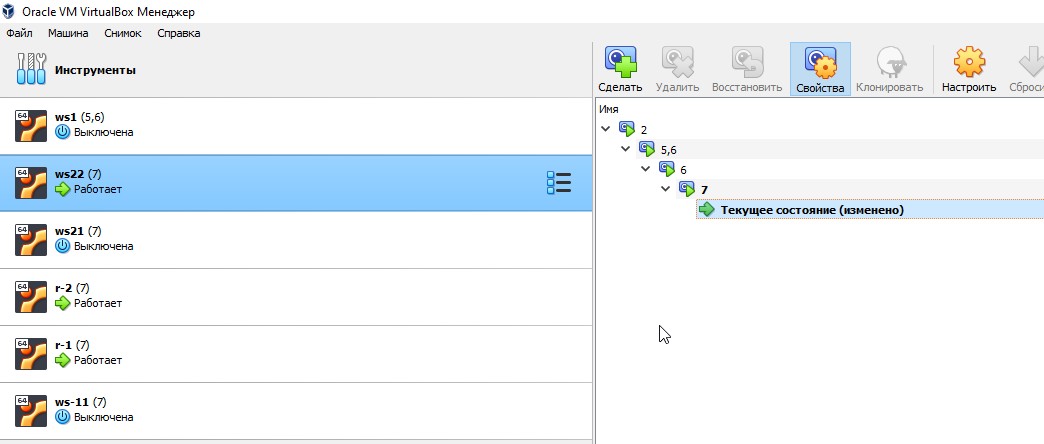 Oracle VM VirtualBox Менеджер
Файл Машина Снимок Справка
Инструменты
Сделать Удалить Восстановить Свойства Клонировать Настроить Сброси
64 ws1 (5,6)
Выключена
64 ws22 (7)
Работает
64 ws21 (7)
Выключена
64 r-2 (7)
Работает
64 r-1 (7)
Работает
64 ws-11 (7)
Выключена
Имя
2
5,6
6
7
Текущее состояние (изменено)